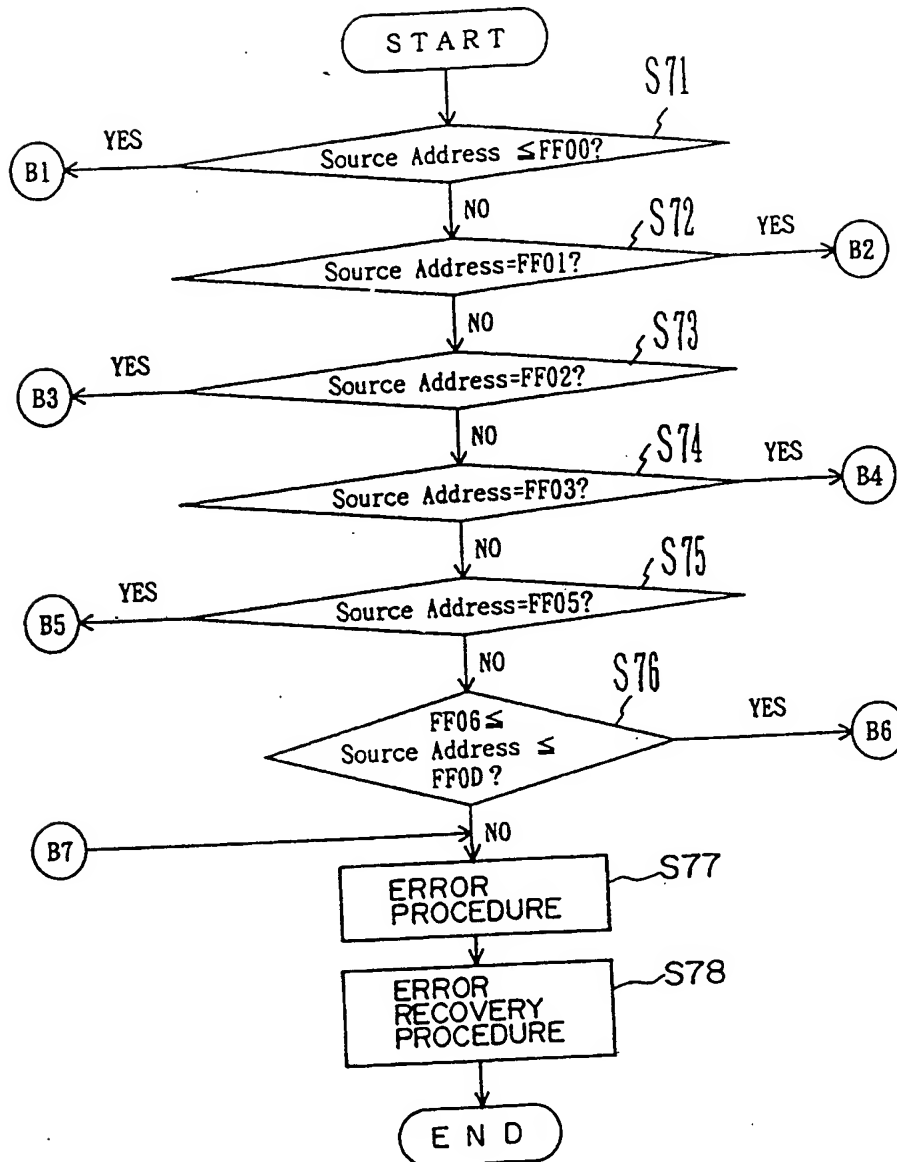 START
S71
YES
Source Address ≦FF00?
B1
NO
S72
YES
Source Address=FF01?
B2
NO
S73
YES
Source Address=FF02?
B3
NO
S74
YES
Source Address=FF03?
B4
NO
S75
YES
Source Address=FF05?
B5
NO
S76
YES
FF06≦
Source Address ≦
FF0D?
B6
NO
B7
S77
ERROR
PROCEDURE
S78
ERROR
RECOVERY
PROCEDURE
END